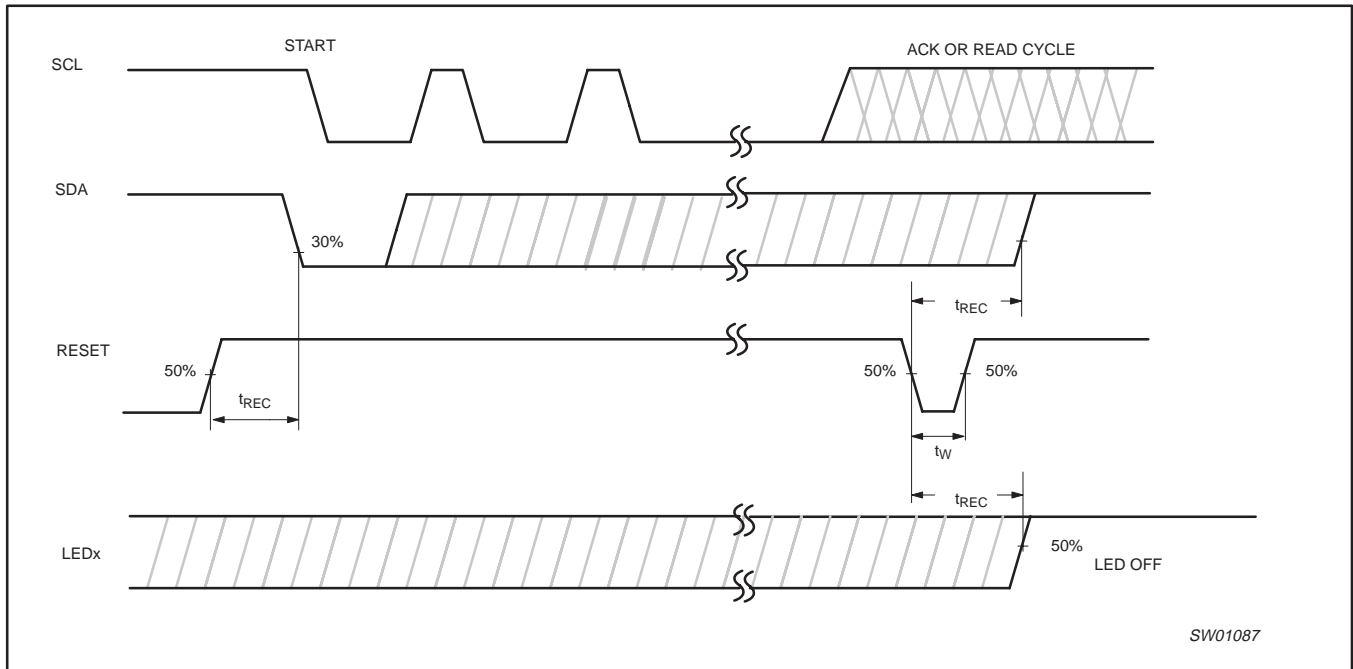 START
ACK OR READ CYCLE
SCL
SDA
30%
tREC
RESET
50%
50%
50%
tREC
tW
tREC
LEDx
50%
LED OFF
SW01087